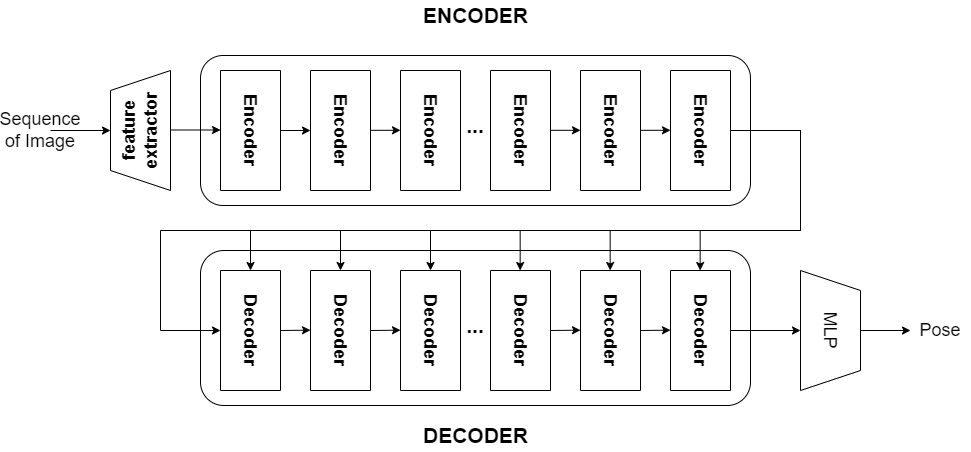 ENCODER
Sequence
of Image
feature
extractor
Encoder
Encoder
Encoder
...
Encoder
Encoder
Encoder
Decoder
Decoder
Decoder
...
Decoder
Decoder
Decoder
MLP
Pose
DECODER